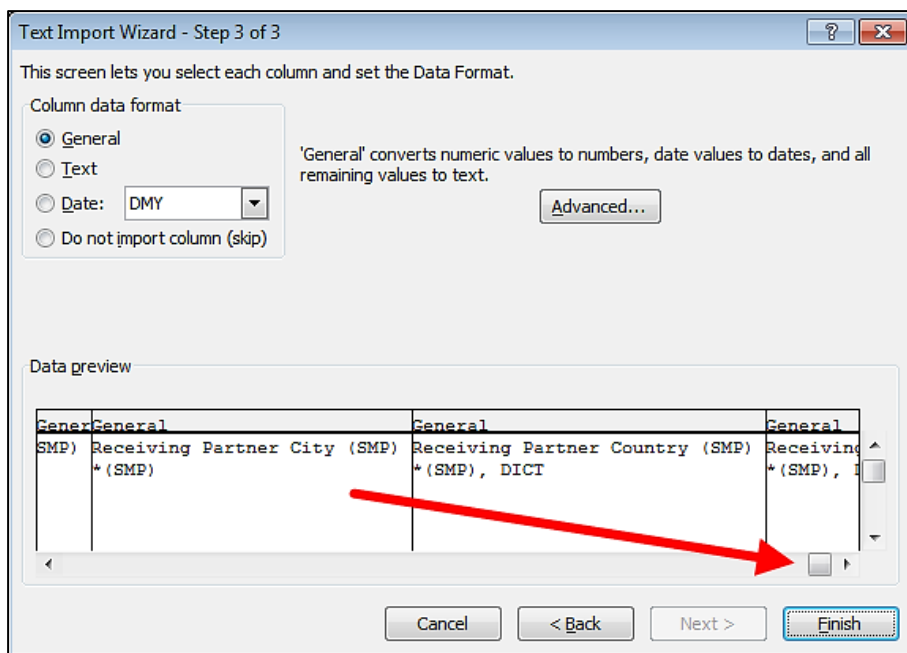 Text Import Wizard - Step 3 of 3
This screen lets you select each column and set the Data Format.
Column data format
General
Text
Date: DMY
Do not import column (skip)
'General' converts numeric values to numbers, date values to dates, and all
remaining values to text.
Advanced...
Data preview
Gener General General General
SMP) Receiving Partner City (SMP) Receiving Partner Country (SMP) Receiving
*(SMP) *(SMP), DICT *(SMP),
Cancel < Back Next > Finish